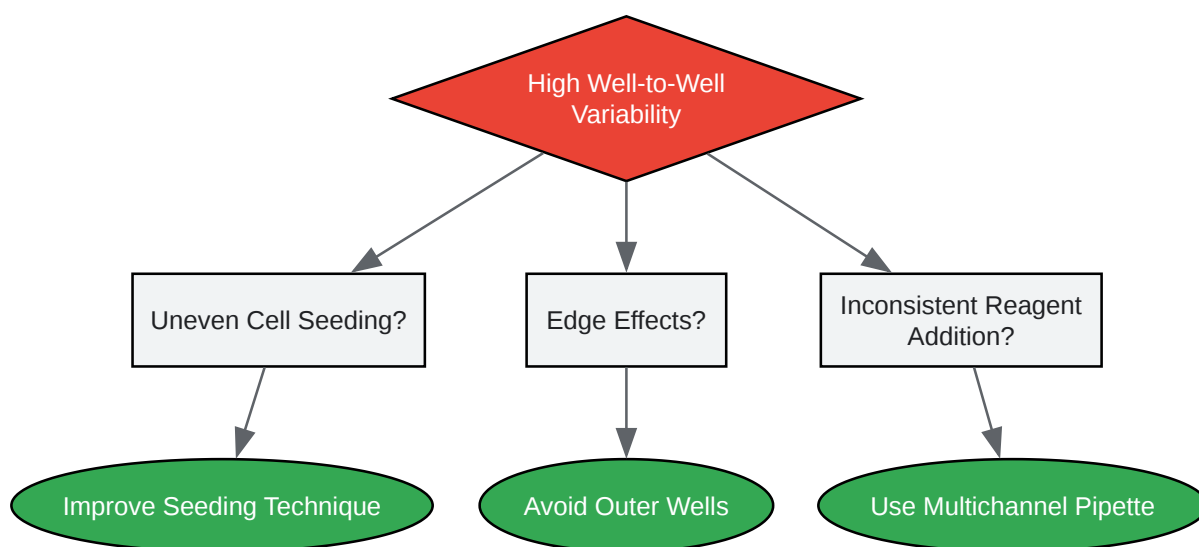 High Well-to-Well
Variability
Uneven Cell Seeding?
Edge Effects?
Inconsistent Reagent
Addition?
Improve Seeding Technique
Avoid Outer Wells
Use Multichannel Pipette